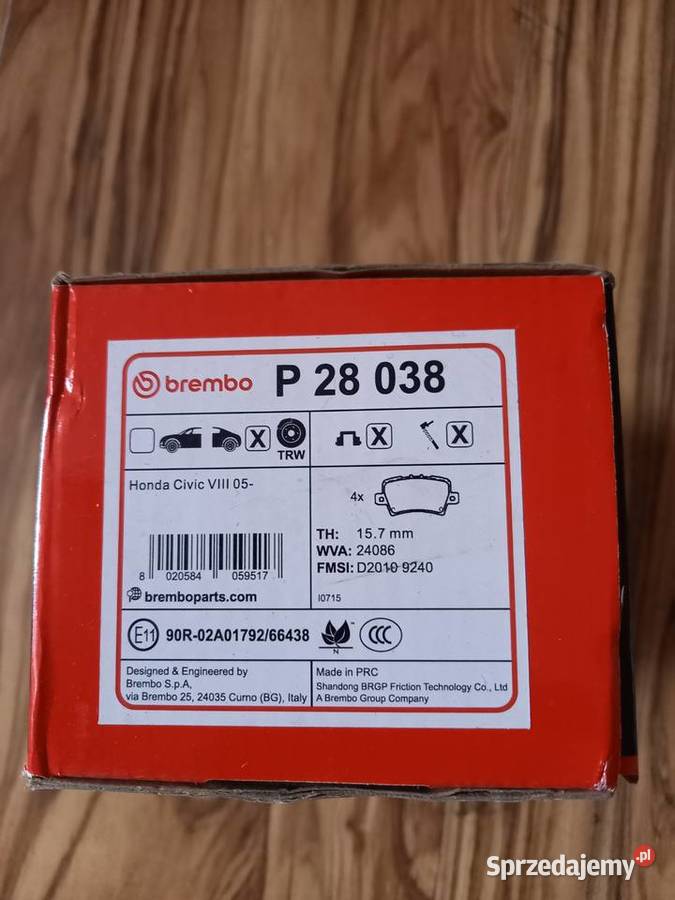 brembo P 28 038
X TRW X X
Honda Civic VIII 05-
4x
TH: 15.7 mm
WVA: 24086
FMSI: D2010 9240
8 020584 059517
bremboparts.com
I0715
E11 90R-02A01792/66438 N CCC
Designed & Engineered by
Brembo S.p.A,
via Brembo 25, 24035 Curno (BG), Italy
Made in PRC
Shandong BRGP Friction Technology Co., Ltd
A Brembo Group Company
Sprzedajemy.pl